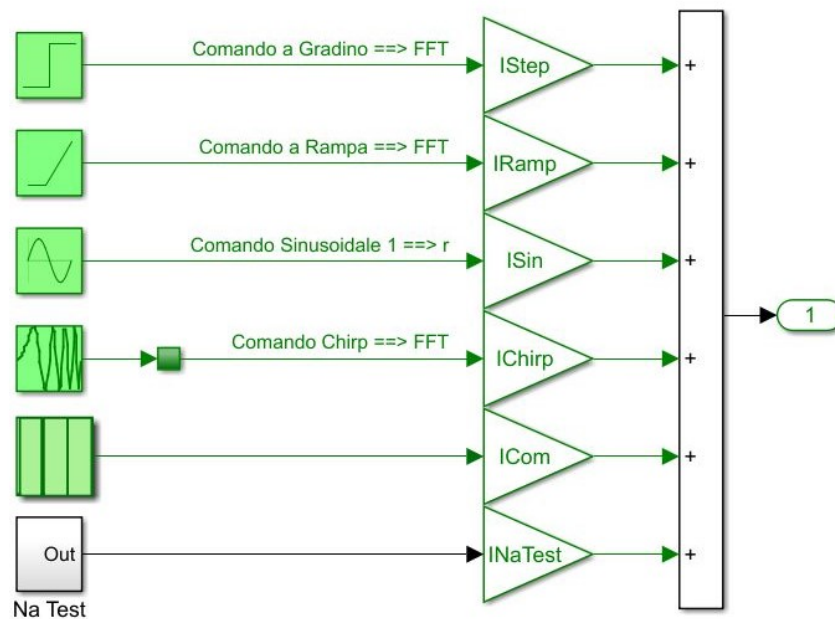 Comando a Gradino ==> FFT
IStep
+
Comando a Rampa ==> FFT
IRamp
+
Comando Sinusoidale 1 ==> r
ISin
+
1
Comando Chirp ==> FFT
IChirp
+
ICom
+
Out
INaTest
+
Na Test